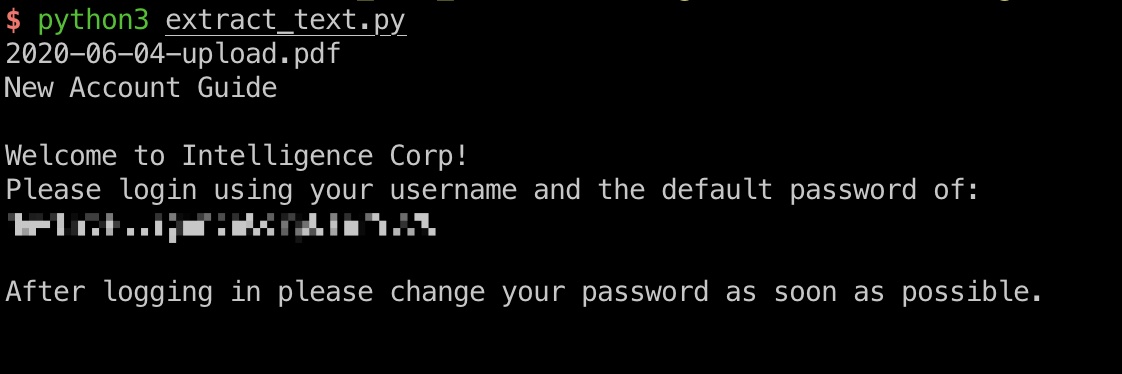 $ python3 extract_text.py
2020-06-04-upload.pdf
New Account Guide
Welcome to Intelligence Corp!
Please login using your username and the default password of:
After logging in please change your password as soon as possible.